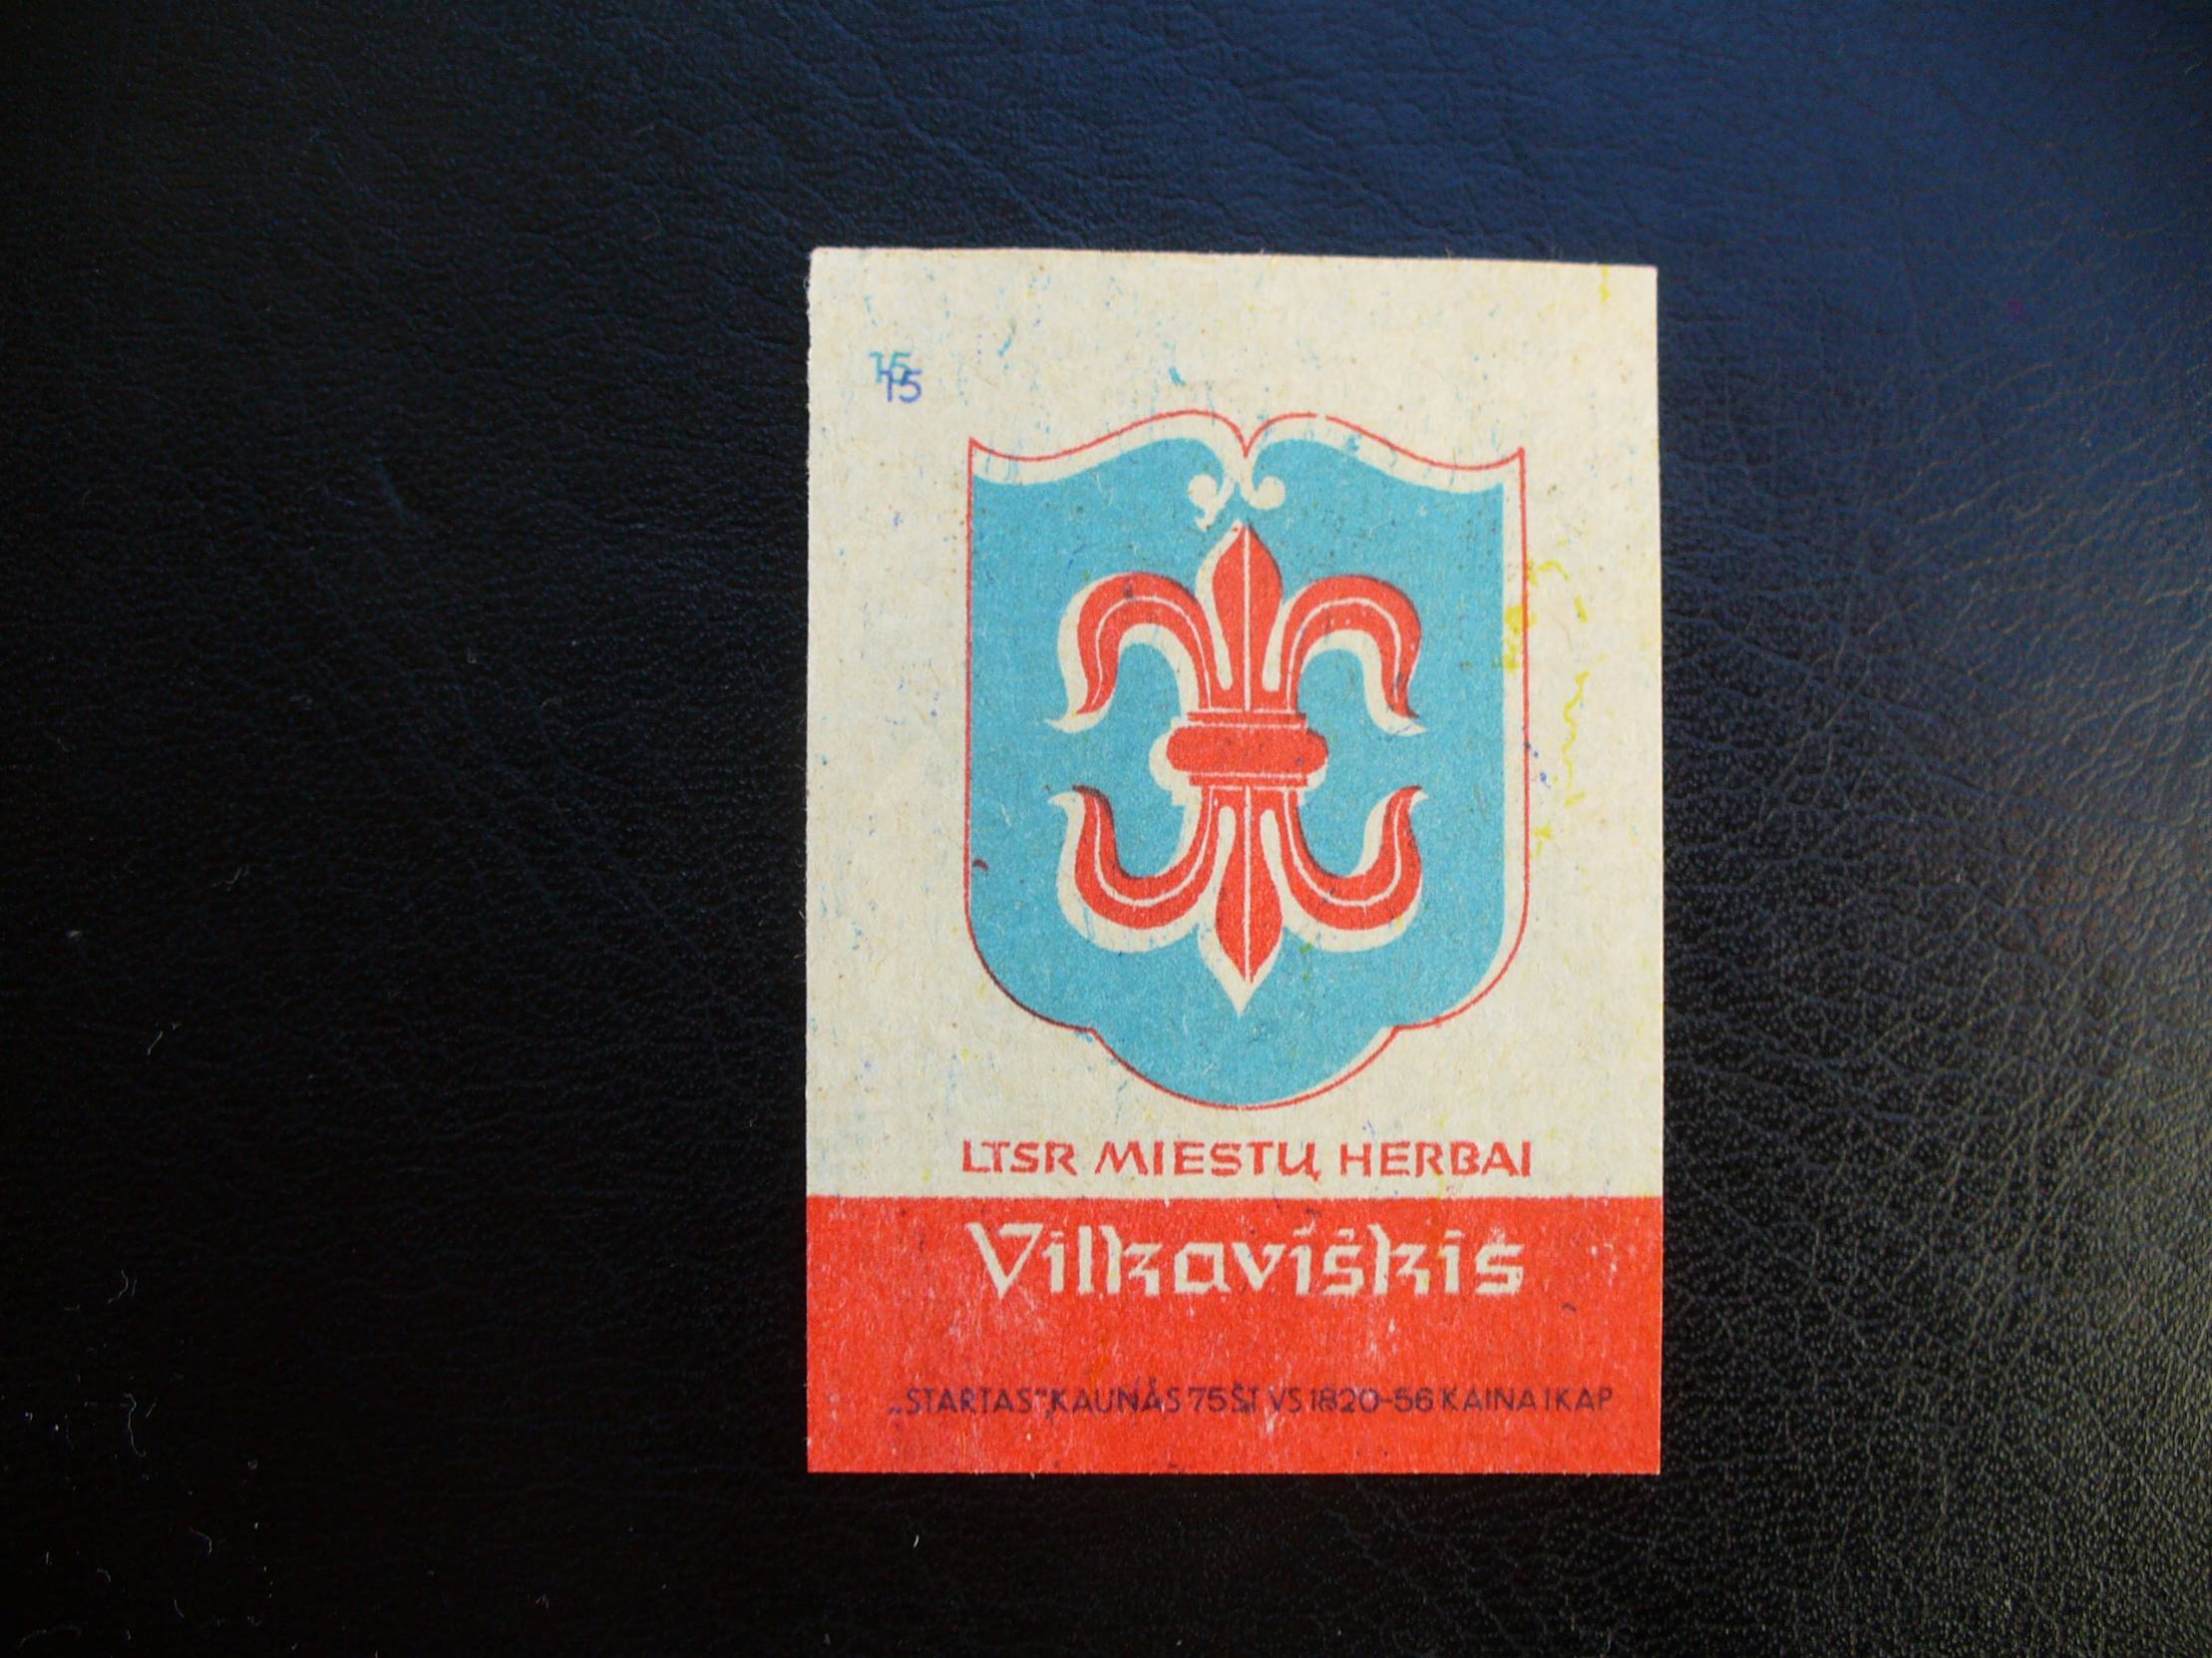 15
15
LTSR MIESTŲ HERBAI
Vilkaviškis
„STARTAS" KAUNAS 75 ŠT VS 1820-56 KAINA 1 KAP